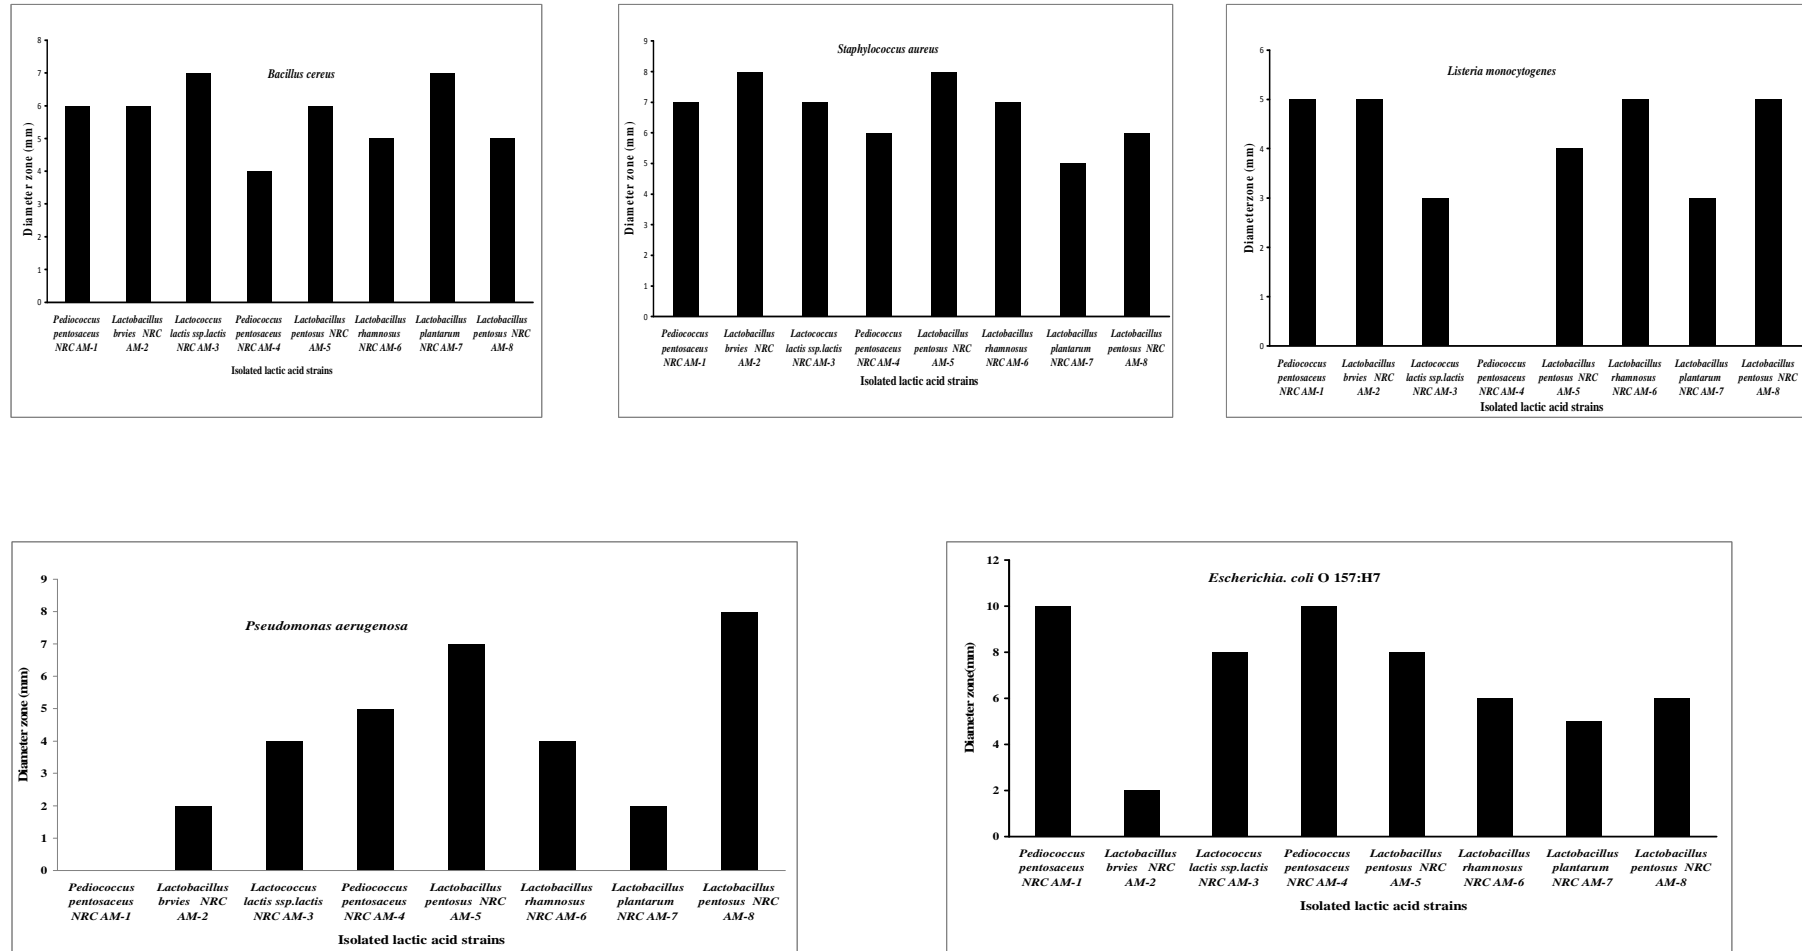 8
7
6
5
4
3
2
1
0
Diameter zone (mm)
Bacillus cereus
Pediococcus pentosaceus NRC AM-1
Lactobacillus brvies NRC AM-2
Lactococcus lactis ssp.lactis NRC AM-3
Pediococcus pentosaceus NRC AM-4
Lactobacillus pentosus NRC AM-5
Lactobacillus rhamnosus NRC AM-6
Lactobacillus plantarum NRC AM-7
Lactobacillus pentosus NRC AM-8
Isolated lactic acid strains
9
8
7
6
5
4
3
2
1
0
Diameter zone (mm)
Staphylococcus aureus
Pediococcus pentosaceus NRC AM-1
Lactobacillus brvies NRC AM-2
Lactococcus lactis ssp.lactis NRC AM-3
Pediococcus pentosaceus NRC AM-4
Lactobacillus pentosus NRC AM-5
Lactobacillus rhamnosus NRC AM-6
Lactobacillus plantarum NRC AM-7
Lactobacillus pentosus NRC AM-8
Isolated lactic acid strains
6
5
4
3
2
1
0
Diameterzone (mm)
Listeria monocytogenes
Pediococcus pentosaceus NRC AM-1
Lactobacillus brvies NRC AM-2
Lactococcus lactis ssp.lactis NRC AM-3
Pediococcus pentosaceus NRC AM-4
Lactobacillus pentosus NRC AM-5
Lactobacillus rhamnosus NRC AM-6
Lactobacillus plantarum NRC AM-7
Lactobacillus pentosus NRC AM-8
Isolated lactic acid strains
9
8
7
6
5
4
3
2
1
0
Diameter zone (mm)
Pseudomonas aerugenosa
Pediococcus pentosaceus NRC AM-1
Lactobacillus brvies NRC AM-2
Lactococcus lactis ssp.lactis NRC AM-3
Pediococcus pentosaceus NRC AM-4
Lactobacillus pentosus NRC AM-5
Lactobacillus rhamnosus NRC AM-6
Lactobacillus plantarum NRC AM-7
Lactobacillus pentosus NRC AM-8
Isolated lactic acid strains
12
10
8
6
4
2
0
Diameter zone(mm)
Escherichia. coli O 157:H7
Pediococcus pentosaceus NRC AM-1
Lactobacillus brvies NRC AM-2
Lactococcus lactis ssp.lactis NRC AM-3
Pediococcus pentosaceus NRC AM-4
Lactobacillus pentosus NRC AM-5
Lactobacillus rhamnosus NRC AM-6
Lactobacillus plantarum NRC AM-7
Lactobacillus pentosus NRC AM-8
Isolated lactic acid strains